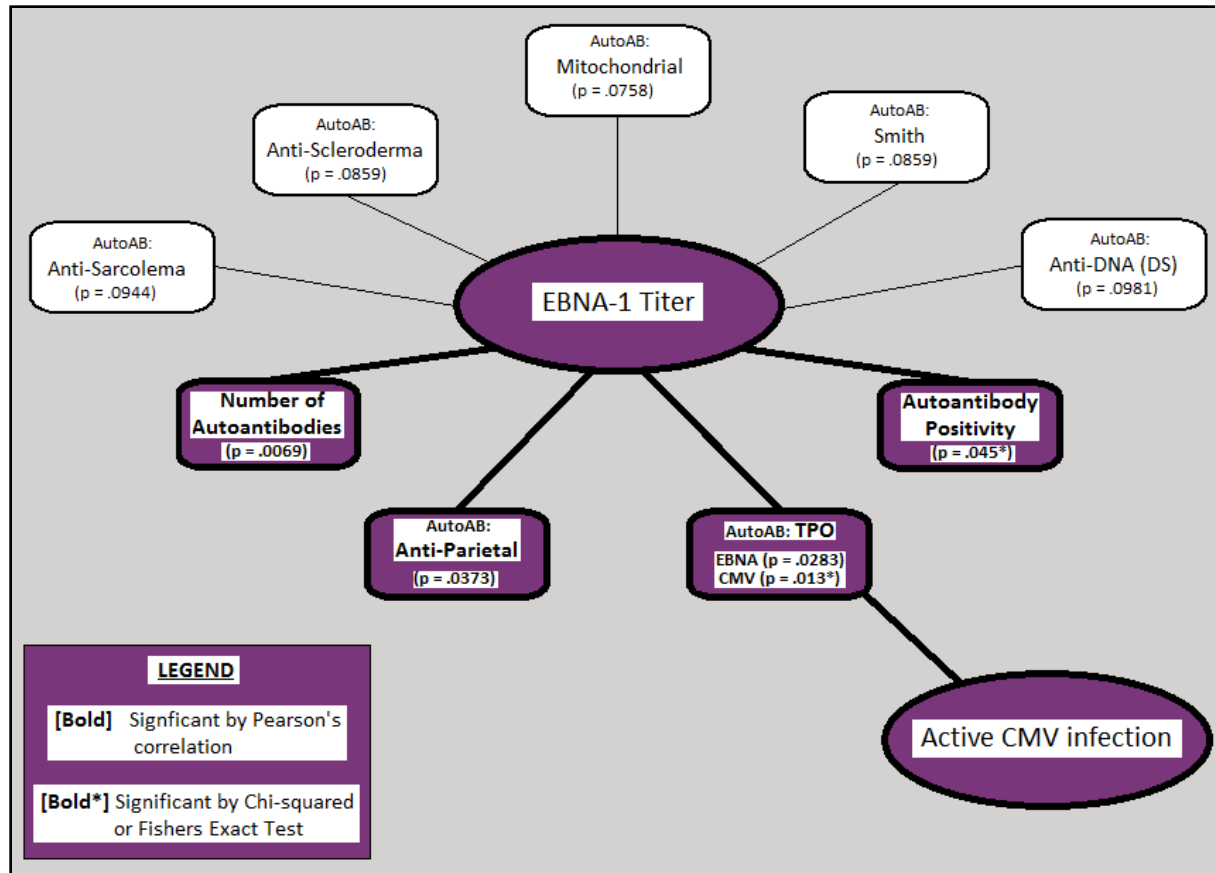 AutoAB:
Mitochondrial
(p = .0758)
AutoAB:
Anti-Scleroderma
(p = .0859)
AutoAB:
Smith
(p = .0859)
AutoAB:
Anti-Sarcolema
(p = .0944)
AutoAB:
Anti-DNA (DS)
(p = .0981)
EBNA-1 Titer
Number of
Autoantibodies
(p = .0069)
Autoantibody
Positivity
(p = .045*)
AutoAB:
Anti-Parietal
(p = .0373)
AutoAB: TPO
EBNA (p = .0283)
CMV (p = .013*)
Active CMV infection
LEGEND
[Bold] Signficant by Pearson's
correlation
[Bold*] Significant by Chi-squared
or Fishers Exact Test